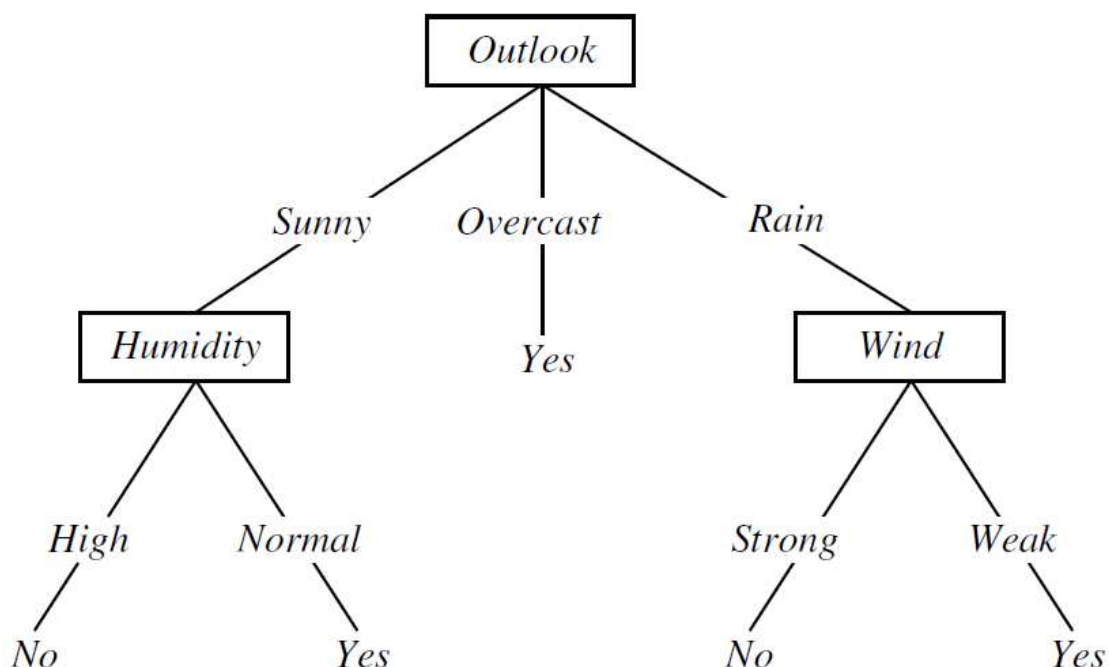 Outlook
Sunny Overcast Rain
Humidity Yes Wind
High Normal Strong Weak
No Yes No Yes